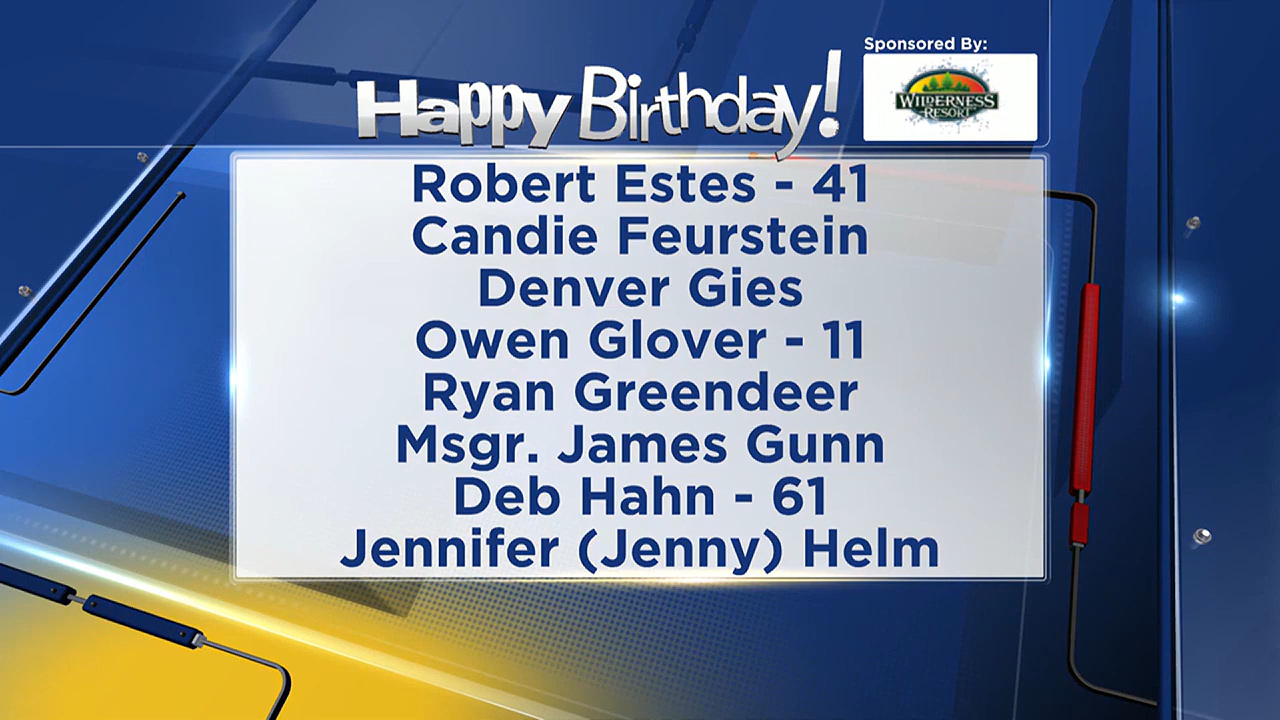 Sponsored By:
Happy Birthday!
WILDERNESS
RESORT
Robert Estes - 41
Candie Feurstein
Denver Gies
Owen Glover - 11
Ryan Greendeer
Msgr. James Gunn
Deb Hahn - 61
Jennifer (Jenny) Helm